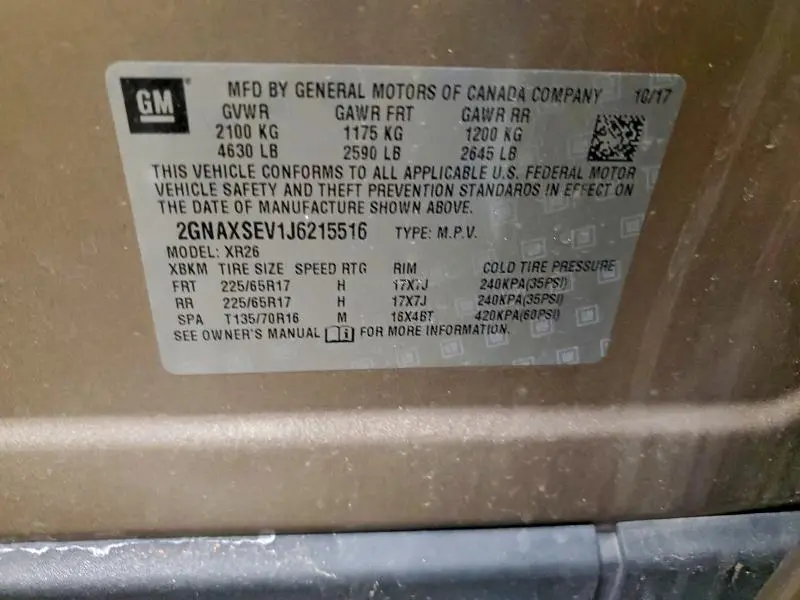 GM MFD BY GENERAL MOTORS OF CANADA COMPANY 10/17
GVWR GAWR FRT GAWR RR
2100 KG 1175 KG 1200 KG
4630 LB 2590 LB 2645 LB
THIS VEHICLE CONFORMS TO ALL APPLICABLE U.S. FEDERAL MOTOR
VEHICLE SAFETY AND THEFT PREVENTION STANDARDS IN EFFECT ON
THE DATE OF MANUFACTURE SHOWN ABOVE.
2GNAXSEV1J6215516 TYPE: M.P.V.
MODEL: XR26
XBKM TIRE SIZE SPEED RTG RIM COLD TIRE PRESSURE
FRT 225/65R17 H 17X7J 240KPA(35PSI)
RR 225/65R17 H 17X7J 240KPA(35PSI)
SPA T135/70R16 M 16X4BT 420KPA(60PSI)
SEE OWNER'S MANUAL FOR MORE INFORMATION.